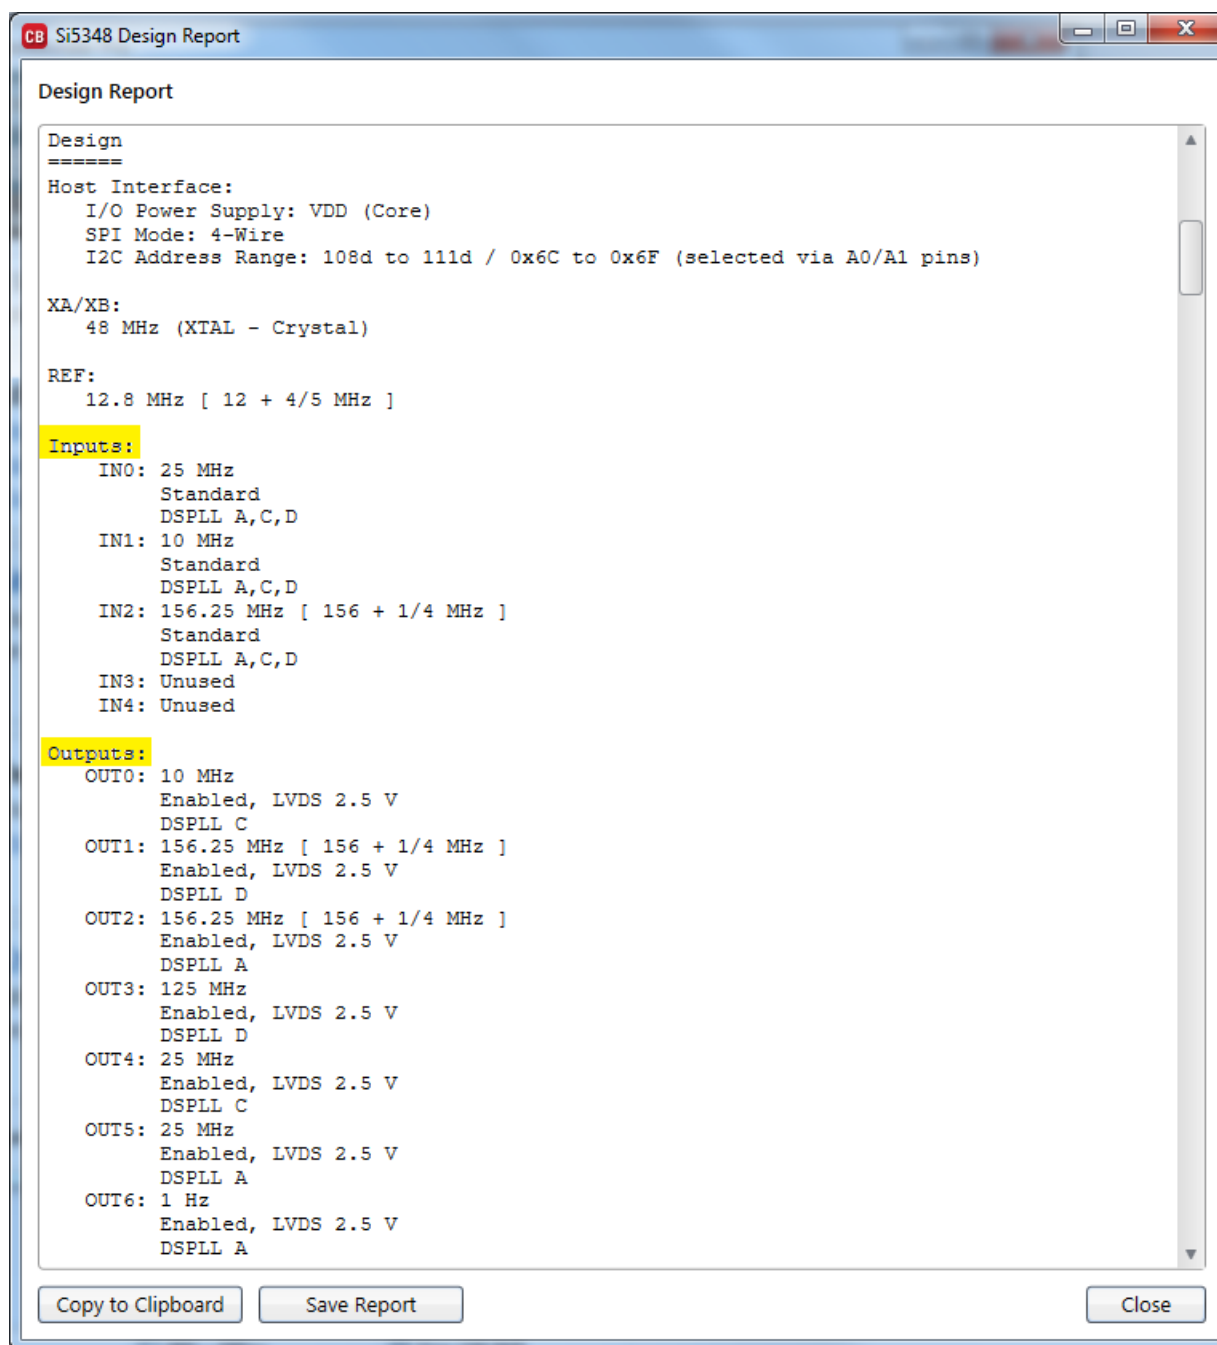 CB Si5348 Design Report
Design Report
Design
======
Host Interface:
I/O Power Supply: VDD (Core)
SPI Mode: 4-Wire
I2C Address Range: 108d to 111d / 0x6C to 0x6F (selected via A0/A1 pins)
XA/XB:
48 MHz (XTAL - Crystal)
REF:
12.8 MHz [ 12 + 4/5 MHz ]
Inputs:
IN0: 25 MHz
Standard
DSPLL A,C,D
IN1: 10 MHz
Standard
DSPLL A,C,D
IN2: 156.25 MHz [ 156 + 1/4 MHz ]
Standard
DSPLL A,C,D
IN3: Unused
IN4: Unused
Outputs:
OUT0: 10 MHz
Enabled, LVDS 2.5 V
DSPLL C
OUT1: 156.25 MHz [ 156 + 1/4 MHz ]
Enabled, LVDS 2.5 V
DSPLL D
OUT2: 156.25 MHz [ 156 + 1/4 MHz ]
Enabled, LVDS 2.5 V
DSPLL A
OUT3: 125 MHz
Enabled, LVDS 2.5 V
DSPLL D
OUT4: 25 MHz
Enabled, LVDS 2.5 V
DSPLL C
OUT5: 25 MHz
Enabled, LVDS 2.5 V
DSPLL A
OUT6: 1 Hz
Enabled, LVDS 2.5 V
DSPLL A
Copy to Clipboard Save Report Close